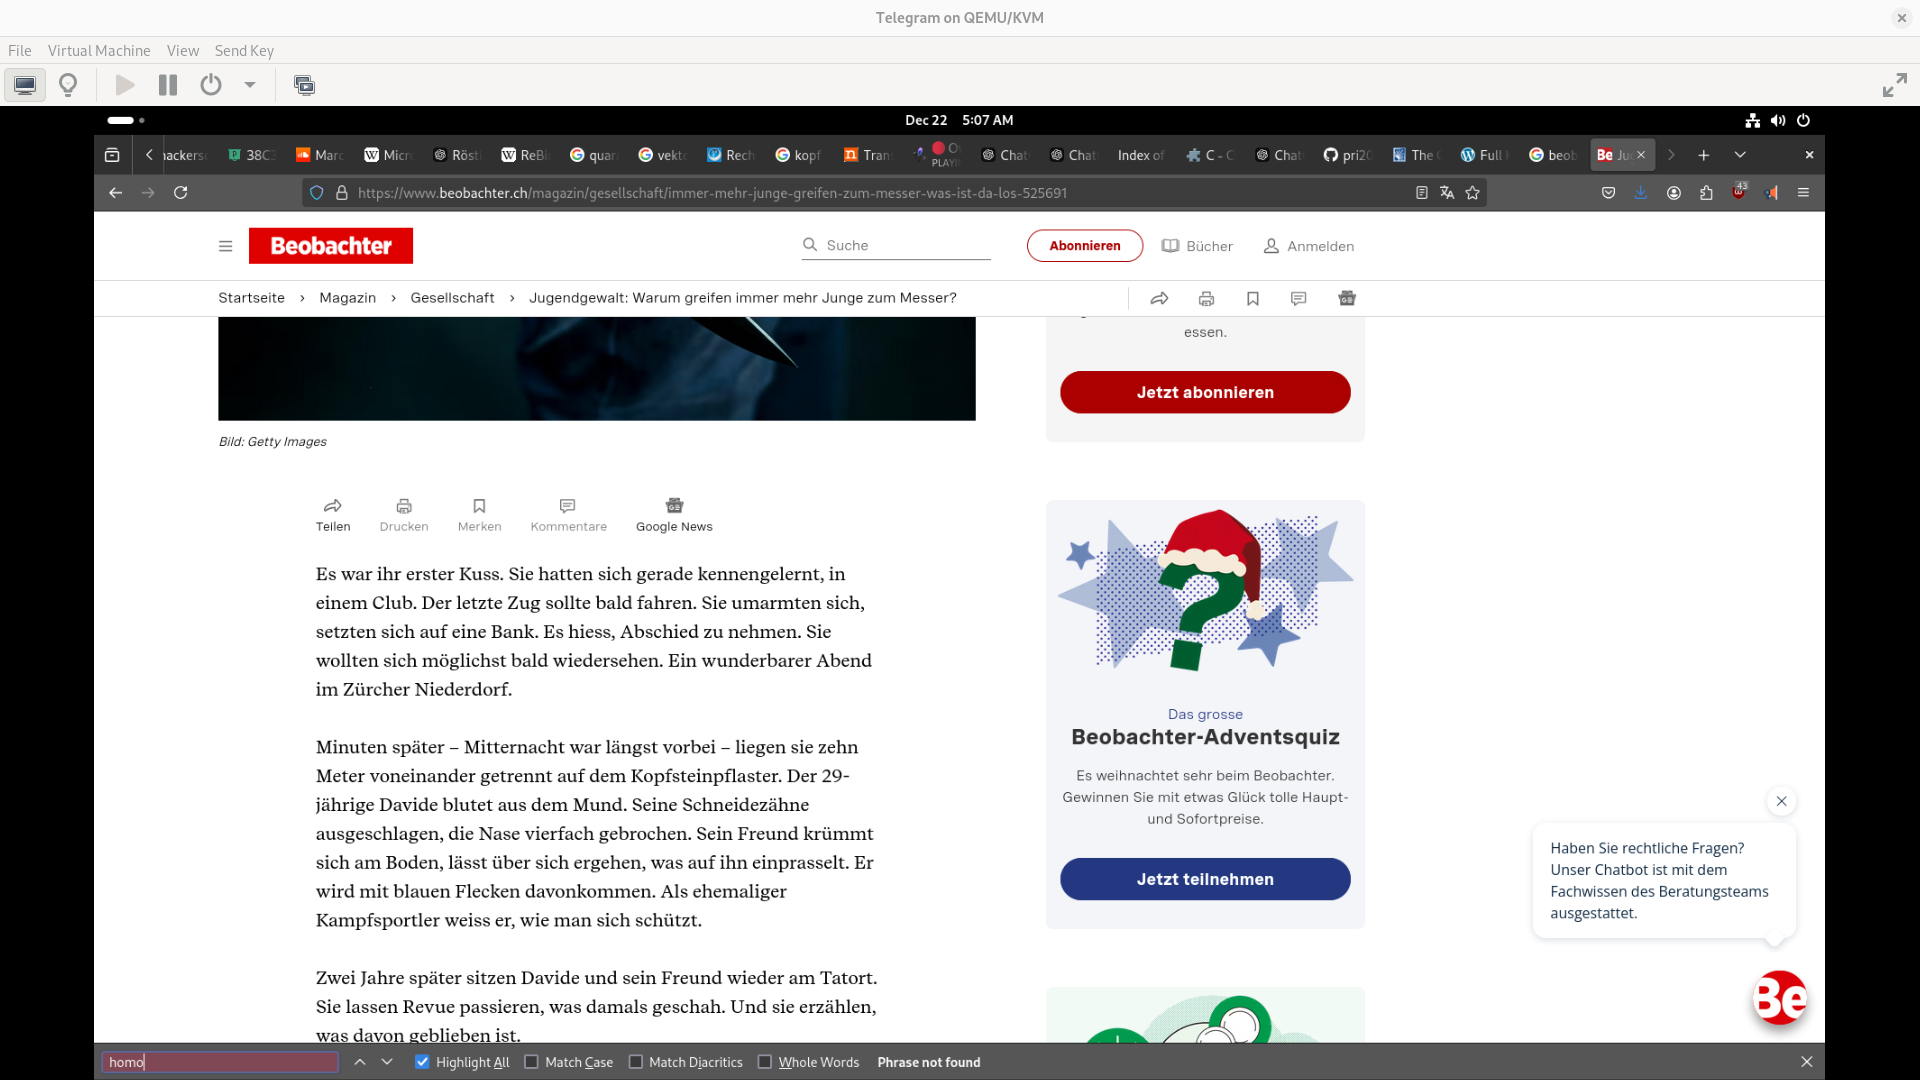 Telegram on QEMU/KVM
File Virtual Machine View Send Key
Dec 22 5:07 AM
38C3 Marc Micro Rösti ReBi quar vekto Rech kopf Trans PLAYI Chat Chat Index of C - C Chat pri20 The Full beob Be
https://www.beobachter.ch/magazin/gesellschaft/immer-mehr-junge-greifen-zum-messer-was-ist-da-los-525691
43
Beobachter
Suche
Abonnieren
Bücher
Anmelden
Startseite › Magazin › Gesellschaft › Jugendgewalt: Warum greifen immer mehr Junge zum Messer?
essen.
Jetzt abonnieren
Bild: Getty Images
Teilen Drucken Merken Kommentare Google News
Es war ihr erster Kuss. Sie hatten sich gerade kennengelernt, in
einem Club. Der letzte Zug sollte bald fahren. Sie umarmten sich,
setzten sich auf eine Bank. Es hiess, Abschied zu nehmen. Sie
wollten sich möglichst bald wiedersehen. Ein wunderbarer Abend
im Zürcher Niederdorf.
Minuten später – Mitternacht war längst vorbei – liegen sie zehn
Meter voneinander getrennt auf dem Kopfsteinpflaster. Der 29-
jährige Davide blutet aus dem Mund. Seine Schneidezähne
ausgeschlagen, die Nase vierfach gebrochen. Sein Freund krümmt
sich am Boden, lässt über sich ergehen, was auf ihn einprasselt. Er
wird mit blauen Flecken davonkommen. Als ehemaliger
Kampfsportler weiss er, wie man sich schützt.
Zwei Jahre später sitzen Davide und sein Freund wieder am Tatort.
Sie lassen Revue passieren, was damals geschah. Und sie erzählen,
was davon geblieben ist.
Das grosse
Beobachter-Adventsquiz
Es weihnachtet sehr beim Beobachter.
Gewinnen Sie mit etwas Glück tolle Haupt-
und Sofortpreise.
Jetzt teilnehmen
Haben Sie rechtliche Fragen?
Unser Chatbot ist mit dem
Fachwissen des Beratungsteams
ausgestattet.
Be
homo
Highlight All Match Case Match Diacritics Whole Words Phrase not found